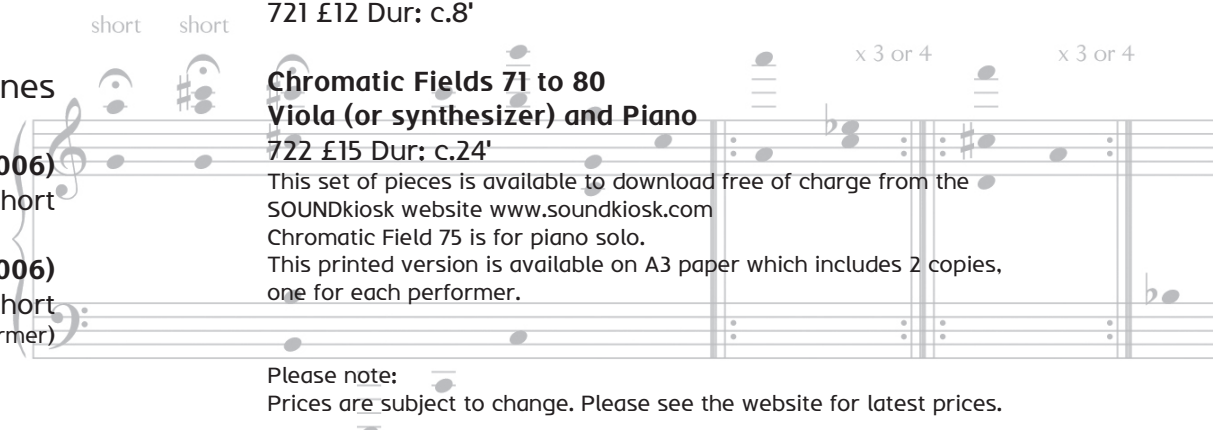 short short
x 3 or 4 x 3 or 4
nes
006)
hort
006)
hort
rmer)
721 £12 Dur: c.8'
Chromatic Fields 71 to 80
Viola (or synthesizer) and Piano
722 £15 Dur: c.24'
This set of pieces is available to download free of charge from the
SOUNDkiosk website www.soundkiosk.com
Chromatic Field 75 is for piano solo.
This printed version is available on A3 paper which includes 2 copies,
one for each performer.
Please note:
Prices are subject to change. Please see the website for latest prices.